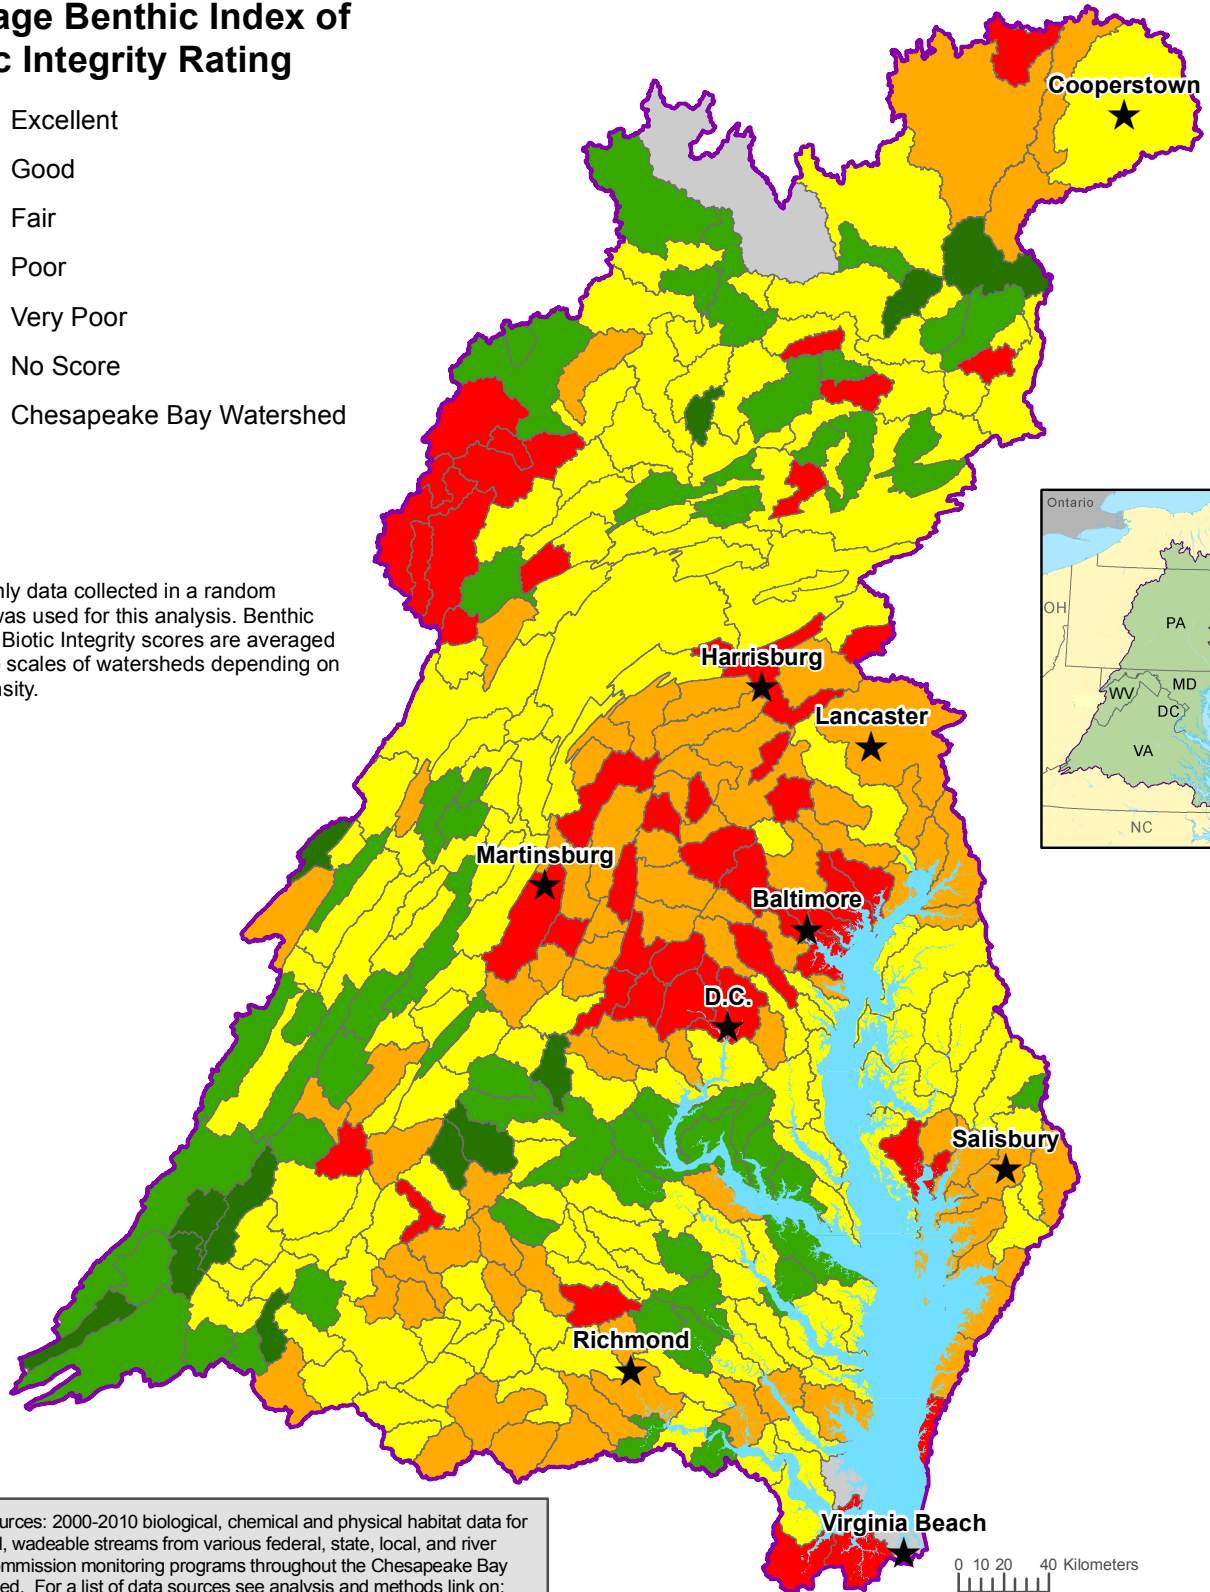 age Benthic Index of
c Integrity Rating
Excellent
Good
Fair
Poor
Very Poor
No Score
Chesapeake Bay Watershed
nly data collected in a random
was used for this analysis. Benthic
Biotic Integrity scores are averaged
scales of watersheds depending on
nsity.
Cooperstown
Harrisburg
Lancaster
Martinsburg
Baltimore
D.C.
Salisbury
Richmond
Virginia Beach
Ontario
OH
PA
WV
MD
DC
VA
NC
0 10 20 40 Kilometers
urces: 2000-2010 biological, chemical and physical habitat data for
l, wadeable streams from various federal, state, local, and river
mmission monitoring programs throughout the Chesapeake Bay
ed. For a list of data sources see analysis and methods link on: